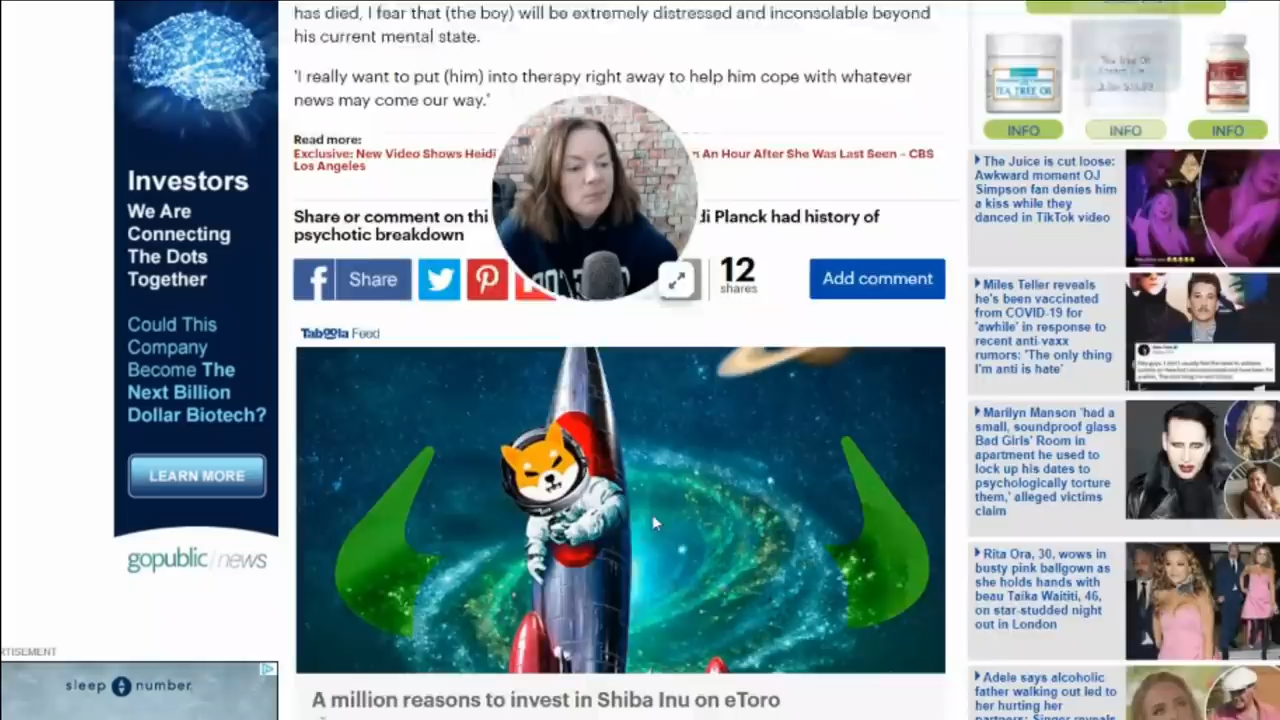 has died, I fear that (the boy) will be extremely distressed and inconsolable beyond
his current mental state.
'I really want to put (him) into therapy right away to help him cope with whatever
news may come our way.'
Read more:
Exclusive: New Video Shows Heidi
n An Hour After She Was Last Seen – CBS
Los Angeles
Share or comment on thi
di Planck had history of
psychotic breakdown
Share
12
shares
Add comment
Taboola Feed
A million reasons to invest in Shiba Inu on eToro
Investors
We Are
Connecting
The Dots
Together
Could This
Company
Become The
Next Billion
Dollar Biotech?
LEARN MORE
gopublic/news
RTISEMENT
sleep number
TEA TREE OIL
INFO
INFO
INFO
The Juice is cut loose:
Awkward moment OJ
Simpson fan denies him
a kiss while they
danced in TikTok video
Miles Teller reveals
he's been vaccinated
from COVID-19 for
'awhile' in response to
recent anti-vaxx
rumors: 'The only thing
I'm anti is hate'
Marilyn Manson 'had a
small, soundproof glass
Bad Girls' Room in
apartment he used to
lock up his dates to
psychologically torture
them,' alleged victims
claim
Rita Ora, 30, wows in
busty pink ballgown as
she holds hands with
beau Taika Waititi, 46,
on star-studded night
out in London
Adele says alcoholic
father walking out led to
her hurting her
partners: Singer reveals